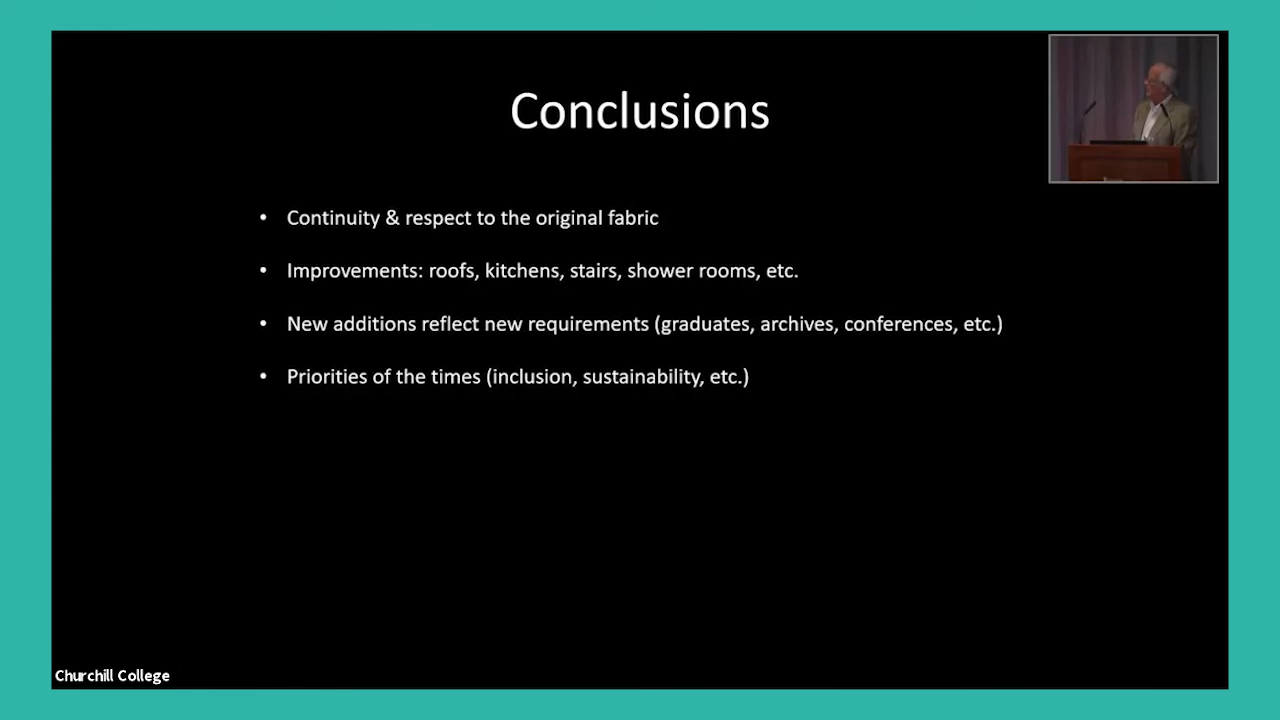 Conclusions
• Continuity & respect to the original fabric
• Improvements: roofs, kitchens, stairs, shower rooms, etc.
• New additions reflect new requirements (graduates, archives, conferences, etc.)
• Priorities of the times (inclusion, sustainability, etc.)
Churchill College